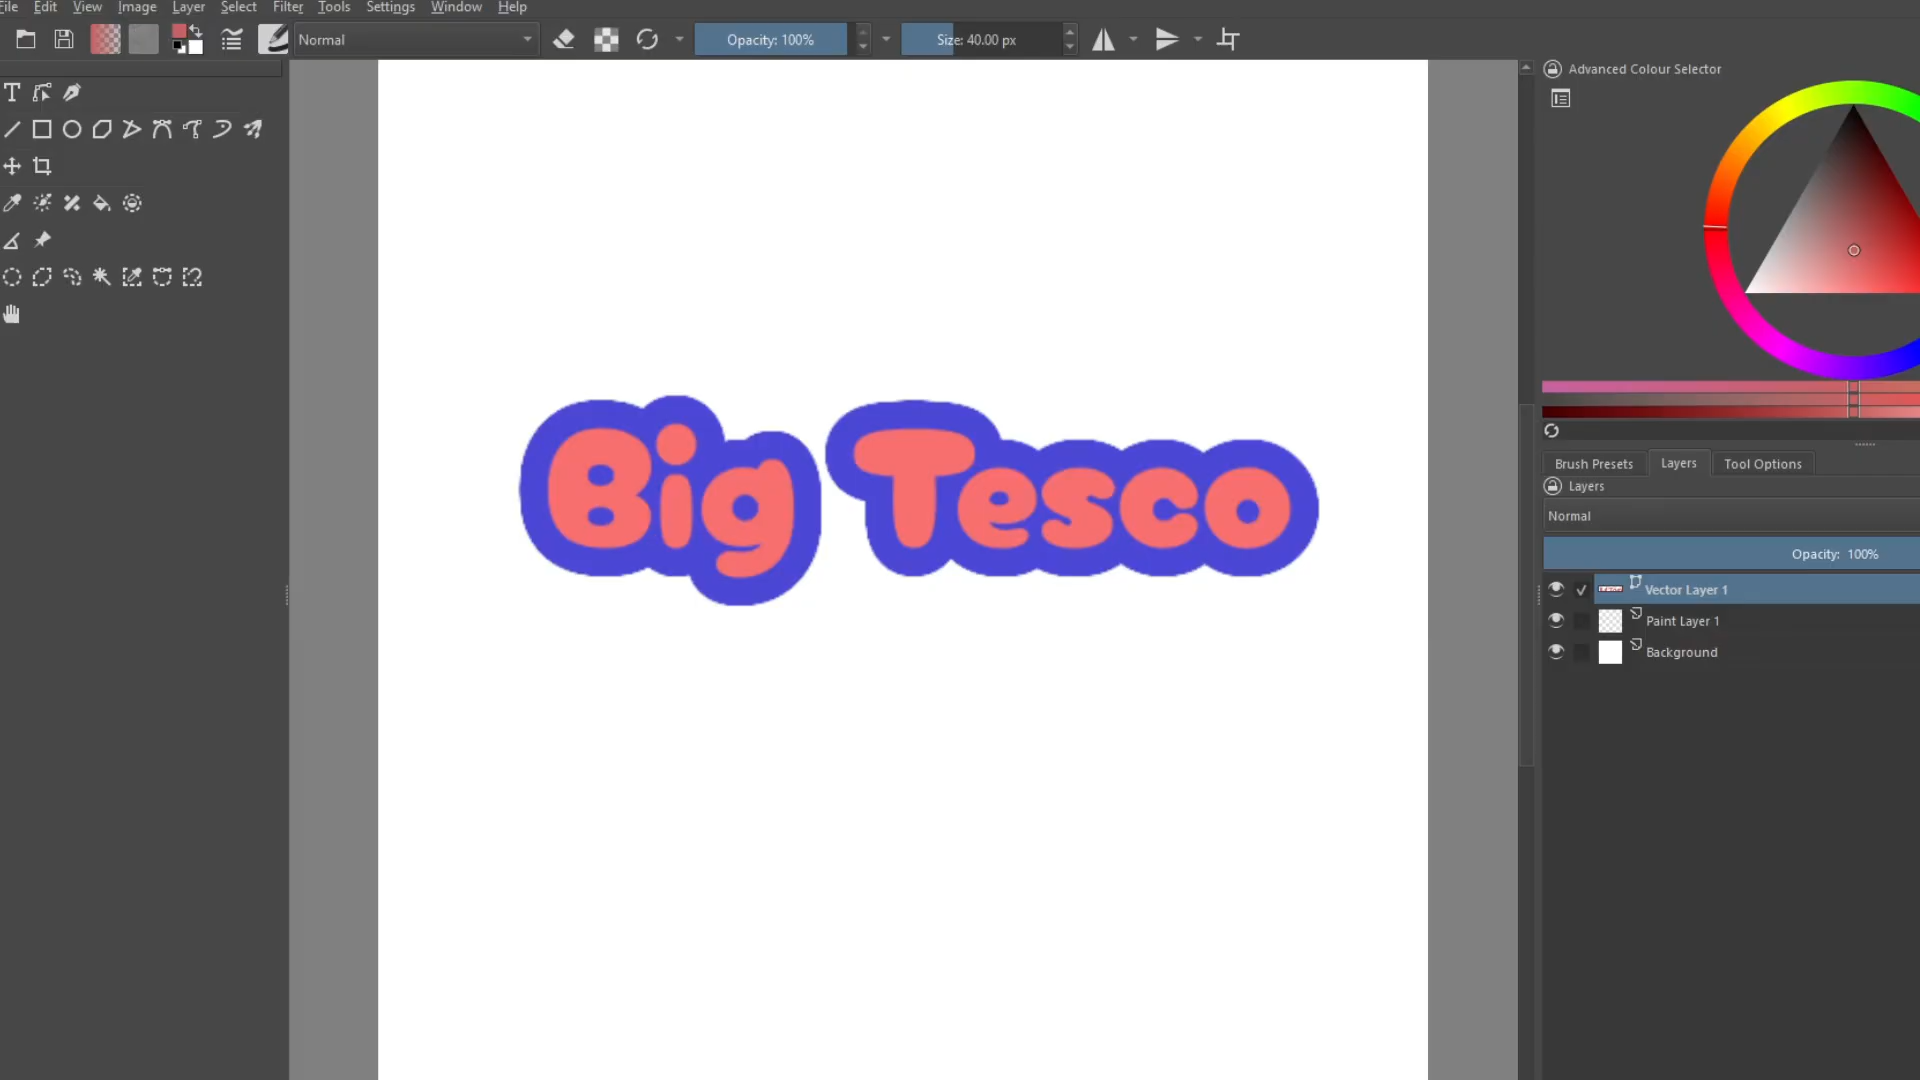 File Edit View Image Layer Select Filter Tools Settings Window Help
Normal Opacity: 100% Size: 40.00 px
Advanced Colour Selector
Big Tesco
Brush Presets Layers Tool Options
Layers
Normal
Opacity: 100%
Vector Layer 1
Paint Layer 1
Background